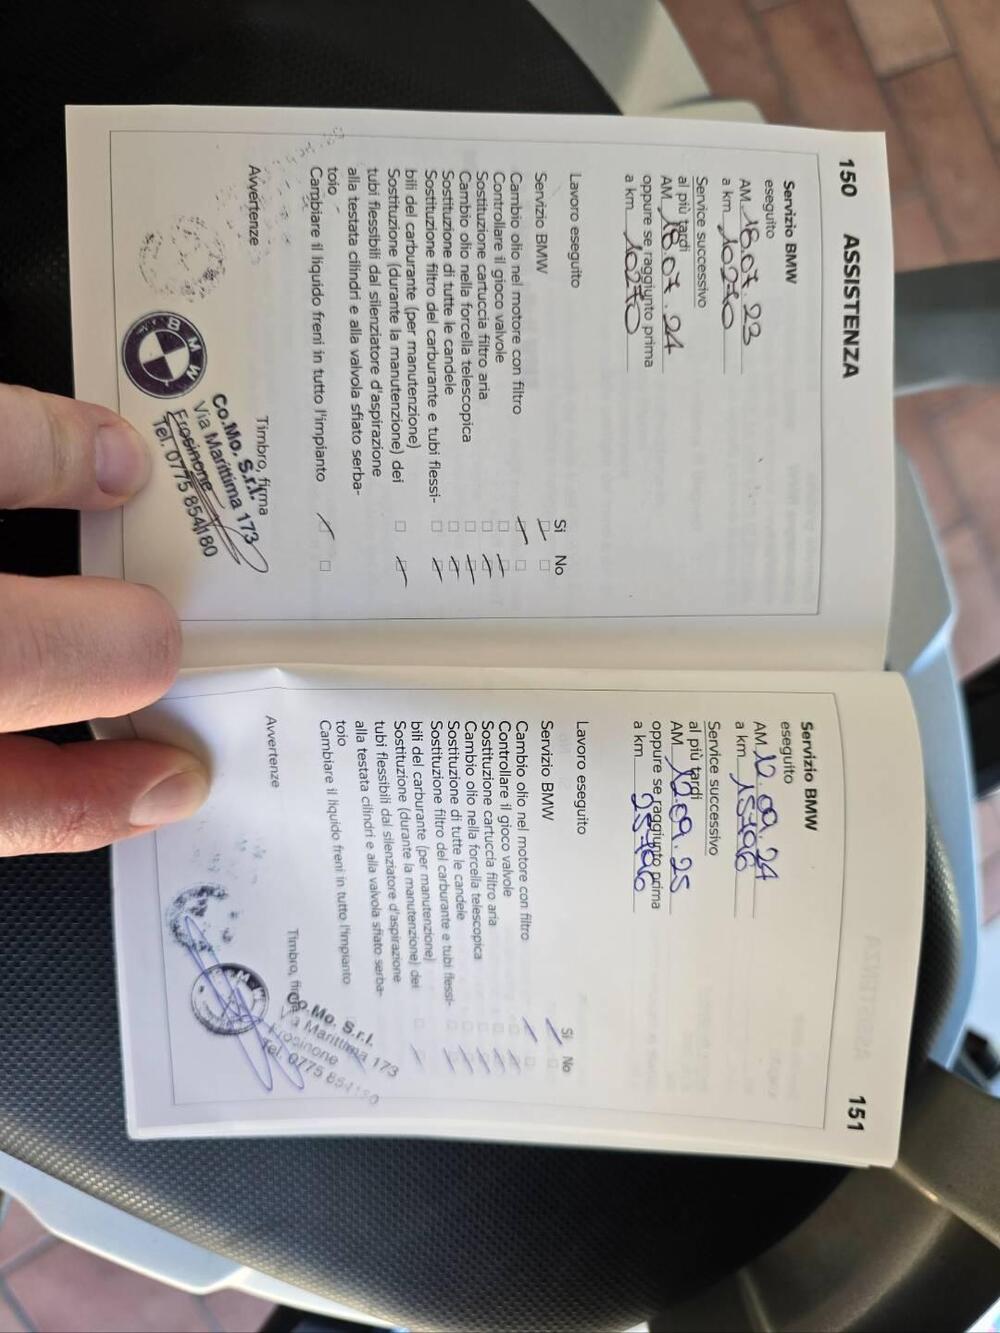 150 ASSISTENZA
Servizio BMW
eseguito
AM 18.07.23
a km 10270
Service successivo
al più tardi
AM 18.07.24
oppure se raggiunto prima
a km
Lavoro eseguito
Sì No
Servizio BMW
Cambio olio nel motore con filtro
Controllare il gioco valvole
Sostituzione cartuccia filtro aria
Cambio olio nella forcella telescopica
Sostituzione di tutte le candele
Sostituzione filtro del carburante e tubi flessi-
bili del carburante (per manutenzione)
Sostituzione (durante la manutenzione) dei
tubi flessibili dal silenziatore d'aspirazione
alla testata cilindri e alla valvola sfiato serba-
toio
Cambiare il liquido freni in tutto l'impianto
Avvertenze
Timbro, firma
BMW
Co.Mo. S.r.l.
Via Marittima 173
Frosinone
Tel. 0775 854180
151
Servizio BMW
eseguito
AM 12.09.24
a km 15796
Service successivo
al più tardi
AM 12.09.25
oppure se raggiunto prima
a km 25796
Lavoro eseguito
Sì No
Servizio BMW
Cambio olio nel motore con filtro
Controllare il gioco valvole
Sostituzione cartuccia filtro aria
Cambio olio nella forcella telescopica
Sostituzione di tutte le candele
Sostituzione filtro del carburante e tubi flessi-
bili del carburante (per manutenzione)
Sostituzione (durante la manutenzione) dei
tubi flessibili dal silenziatore d'aspirazione
alla testata cilindri e alla valvola sfiato serba-
toio
Cambiare il liquido freni in tutto l'impianto
Avvertenze
Timbro, firma
Co.Mo. S.r.l.
Via Marittima 173
Frosinone
Tel. 0775 854180